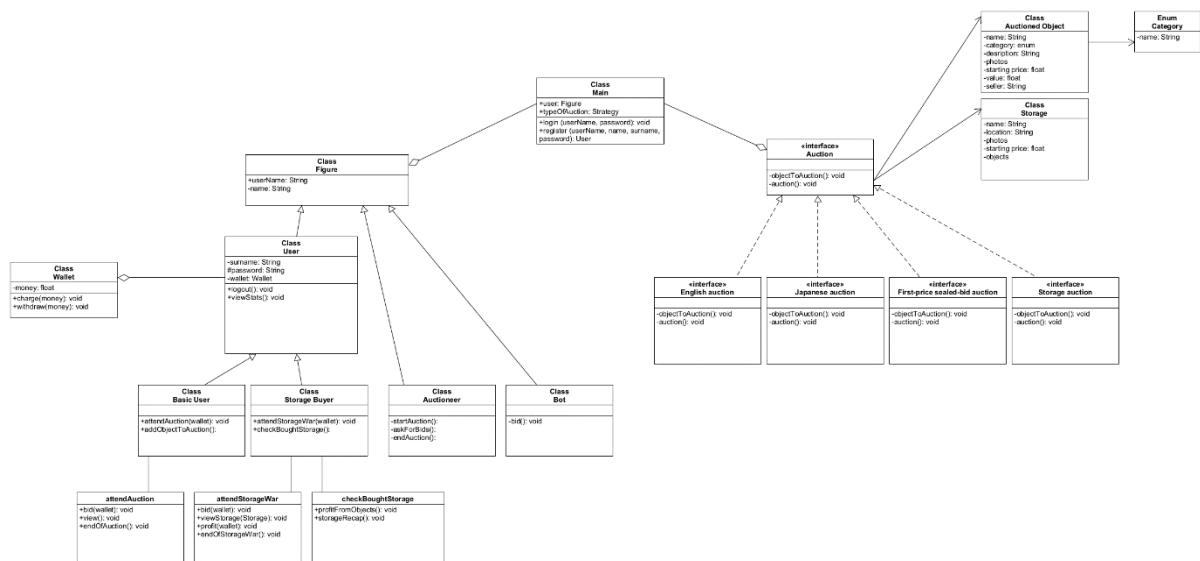 Class
Auctioned Object
-name: String
-category: enum
-desription: String
-photos
-starting price: float
-value: float
-seller: String
Enum
Category
-name: String
Class
Main
+user: Figure
+typeOfAuction: Strategy
+login (userName, password): void
+register (userName, name, surname,
password): User
Class
Storage
-name: String
-location: String
-photos
-starting price: float
-objects
«interface»
Auction
-objectToAuction(): void
-auction(): void
Class
Figure
+userName: String
-name: String
Class
User
-surname: String
#password: String
-wallet: Wallet
+logout(): void
+viewStats(): void
Class
Wallet
-money: float
+charge(money): void
+withdraw(money): void
«interface»
English auction
-objectToAuction(): void
-auction(): void
«interface»
Japanese auction
-objectToAuction(): void
-auction(): void
«interface»
First-price sealed-bid auction
-objectToAuction(): void
-auction(): void
«interface»
Storage auction
-objectToAuction(): void
-auction(): void
Class
Basic User
+attendAuction(wallet): void
+addObjectToAuction():
Class
Storage Buyer
+attendStorageWar(wallet): void
+checkBoughtStorage():
Class
Auctioneer
-startAuction():
-askForBids():
-endAuction():
Class
Bot
-bid(): void
attendAuction
+bid(wallet): void
+view(): void
+endOfAuction(): void
attendStorageWar
+bid(wallet): void
+viewStorage(Storage): void
+profit(wallet): void
+endOfStorageWar(): void
checkBoughtStorage
+profitFromObjects(): void
+storageRecap(): void